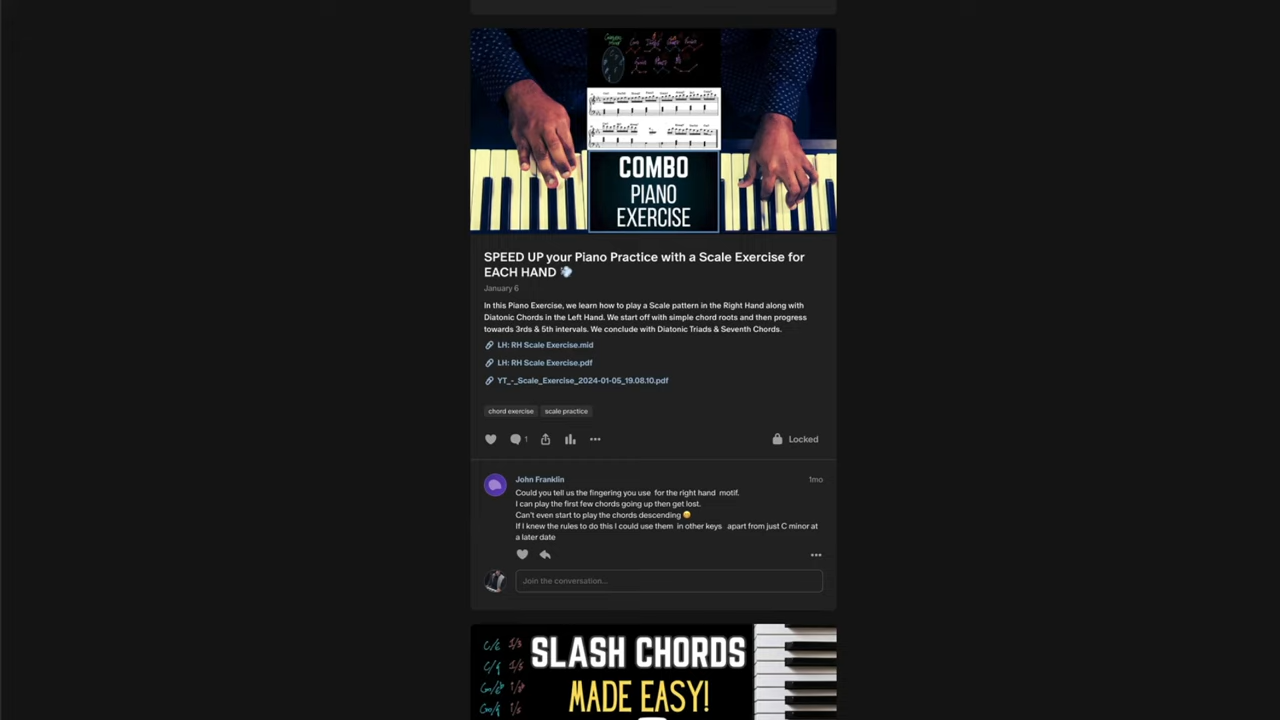 COMBO
PIANO
EXERCISE
SPEED UP your Piano Practice with a Scale Exercise for
EACH HAND 💨
January 6
In this Piano Exercise, we learn how to play a Scale pattern in the Right Hand along with
Diatonic Chords in the Left Hand. We start off with simple chord roots and then progress
towards 3rds & 5th intervals. We conclude with Diatonic Triads & Seventh Chords.
LH: RH Scale Exercise.mid
LH: RH Scale Exercise.pdf
YT_-_Scale_Exercise_2024-01-05_19.08.10.pdf
chord exercise scale practice
1 Locked
John Franklin 1mo
Could you tell us the fingering you use for the right hand motif.
I can play the first few chords going up then get lost.
Can't even start to play the chords descending
If I knew the rules to do this I could use them in other keys apart from just C minor at
a later date
Join the conversation...
SLASH CHORDS
MADE EASY!